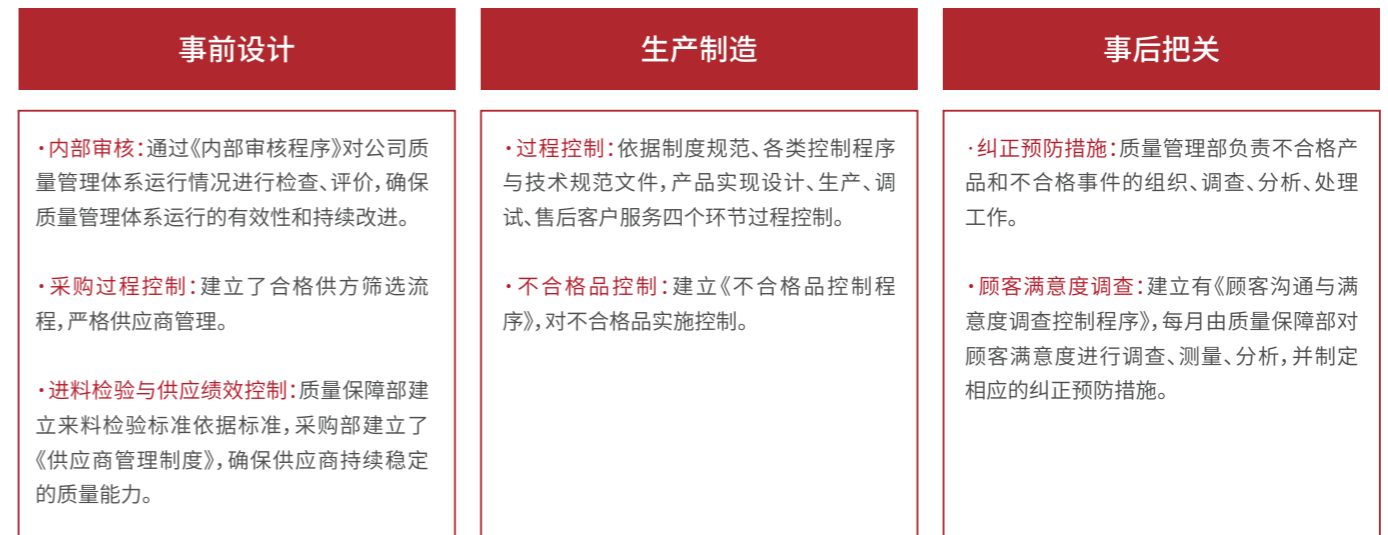 事前设计
·内部审核：通过《内部审核程序》对公司质
量管理体系运行情况进行检查、评价，确保
质量管理体系运行的有效性和持续改进。
·采购过程控制：建立了合格供方筛选流
程，严格供应商管理。
·进料检验与供应绩效控制：质量保障部建
立来料检验标准依据标准，采购部建立了
《供应商管理制度》，确保供应商持续稳定
的质量能力。
生产制造
·过程控制：依据制度规范、各类控制程序
与技术规范文件，产品实现设计、生产、调
试、售后客户服务四个环节过程控制。
·不合格品控制：建立《不合格品控制程
序》，对不合格品实施控制。
事后把关
·纠正预防措施：质量管理部负责不合格产
品和不合格事件的组织、调查、分析、处理
工作。
·顾客满意度调查：建立有《顾客沟通与满
意度调查控制程序》，每月由质量保障部对
顾客满意度进行调查、测量、分析，并制定
相应的纠正预防措施。